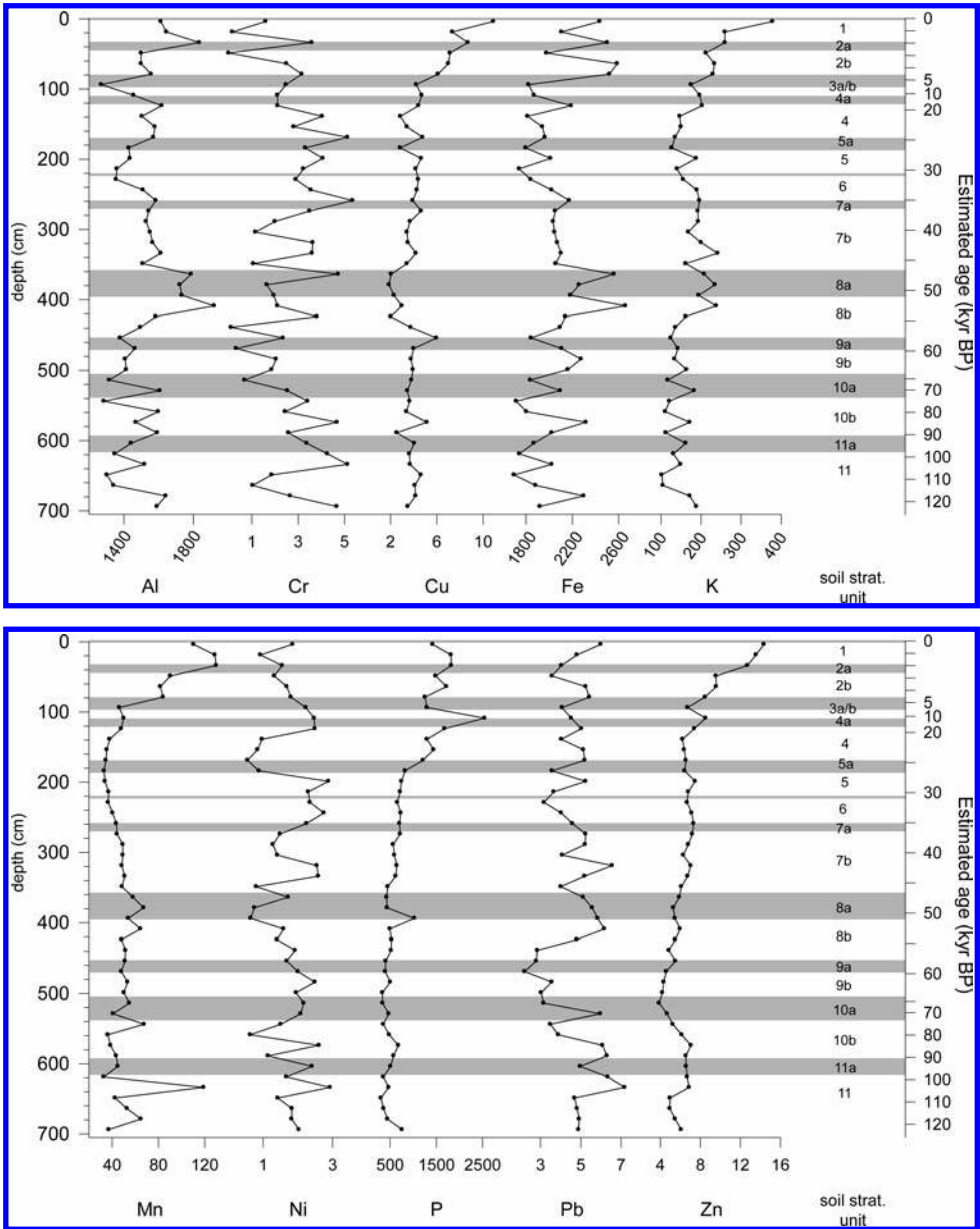 0
100
200
300
400
500
600
700
depth (cm)
1
2a
2b
3a/b
4a
4
5a
5
6
7a
7b
8a
8b
9a
9b
10a
10b
11a
11
0
5
10
20
30
40
50
60
70
80
90
100
110
120
Estimated age (kyr BP)
1400 1800 1 3 5 2 6 10 1800 2200 2600 100 200 300 400
Al Cr Cu Fe K soil strat.
unit
0
100
200
300
400
500
600
700
depth (cm)
1
2a
2b
3a/b
4a
4
5a
5
6
7a
7b
8a
8b
9a
9b
10a
10b
11a
11
0
5
10
20
30
40
50
60
70
80
90
100
110
120
Estimated age (kyr BP)
40 80 120 1 3 500 1500 2500 3 5 7 4 8 12 16
Mn Ni P Pb Zn soil strat.
unit